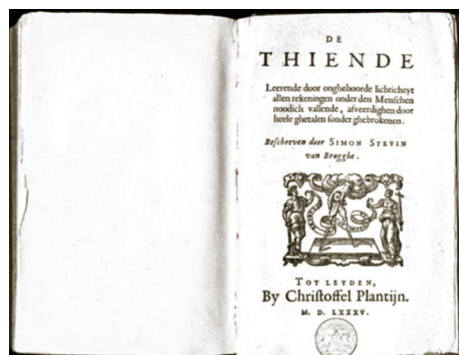 DE
THIENDE
Leerende door onghehoorde lichticheyt
allen rekeningen onder den Menſchen
noodich vallende, afveerdighen door
heele ghetalen ſonder ghebrokenen.
Beſchreven door SIMON STEVIN
van Brugghe.
TOT LEYDEN,
By Chriſtoffel Plantijn.
M. D. LXXXV.